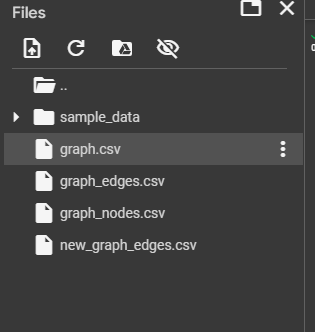 Files
..
sample_data
graph.csv
graph_edges.csv
graph_nodes.csv
new_graph_edges.csv